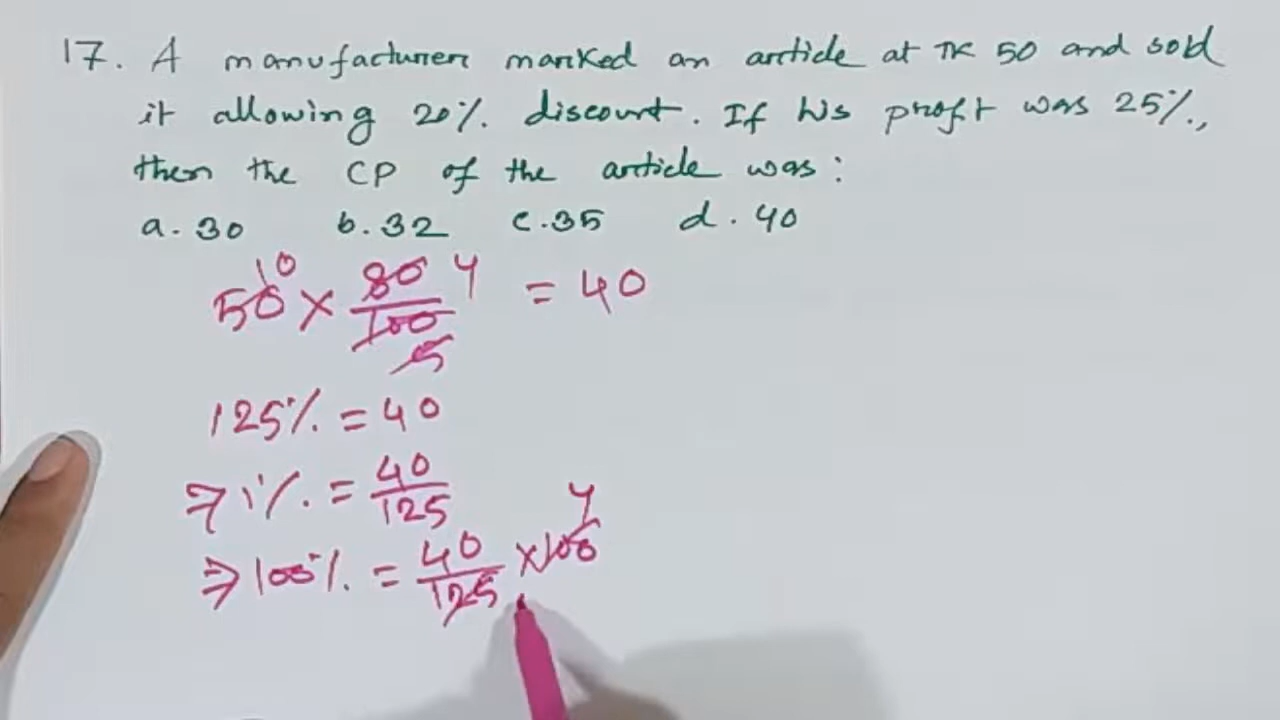 17. A manufacturer marked an article at TK 50 and sold
it allowing 20% discount. If his profit was 25%.,
then the CP of the article was:
a. 30 b. 32 c. 35 d. 40
10
50 × 80/100 4 = 40
5
125% = 40
⇒ 1% = 40/125
4
⇒ 100% = 40/125 × 100